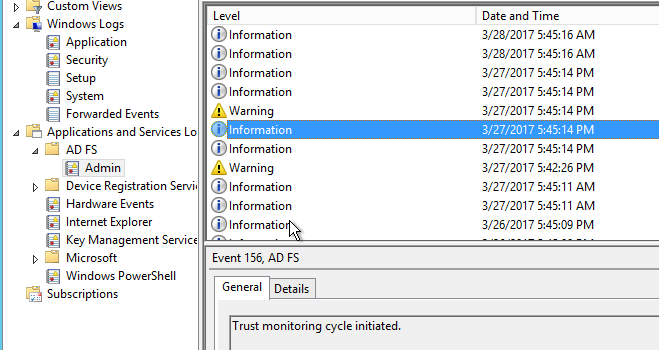 Custom Views
Windows Logs
Application
Security
Setup
System
Forwarded Events
Applications and Services Lo
AD FS
Admin
Device Registration Servi
Hardware Events
Internet Explorer
Key Management Service
Microsoft
Windows PowerShell
Subscriptions
Level Date and Time
Information 3/28/2017 5:45:16 AM
Information 3/28/2017 5:45:16 AM
Information 3/27/2017 5:45:14 PM
Information 3/27/2017 5:45:14 PM
Warning 3/27/2017 5:45:14 PM
Information 3/27/2017 5:45:14 PM
Information 3/27/2017 5:45:14 PM
Warning 3/27/2017 5:42:26 PM
Information 3/27/2017 5:45:11 AM
Information 3/27/2017 5:45:11 AM
Information 3/26/2017 5:45:09 PM
Event 156, AD FS
General Details
Trust monitoring cycle initiated.